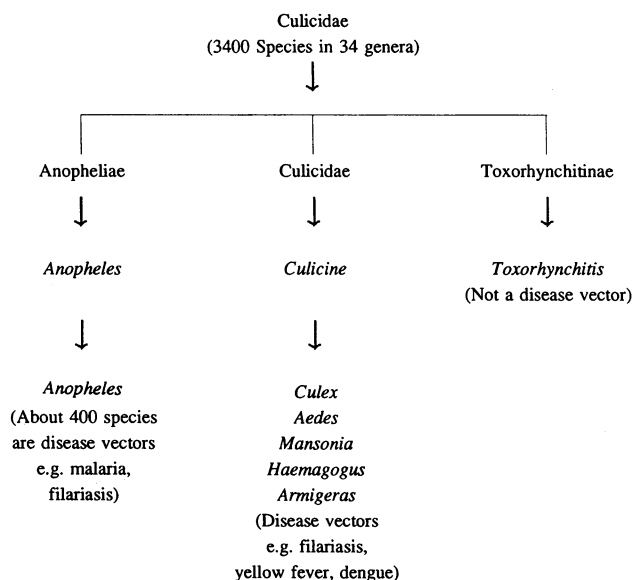 Culicidae
(3400 Species in 34 genera)
Anopheliae
Culicidae
Toxorhynchitinae
Anopheles
Culicine
Toxorhynchitis
(Not a disease vector)
Anopheles
(About 400 species
are disease vectors
e.g. malaria,
filariasis)
Culex
Aedes
Mansonia
Haemagogus
Armigeras
(Disease vectors
e.g. filariasis,
yellow fever, dengue)